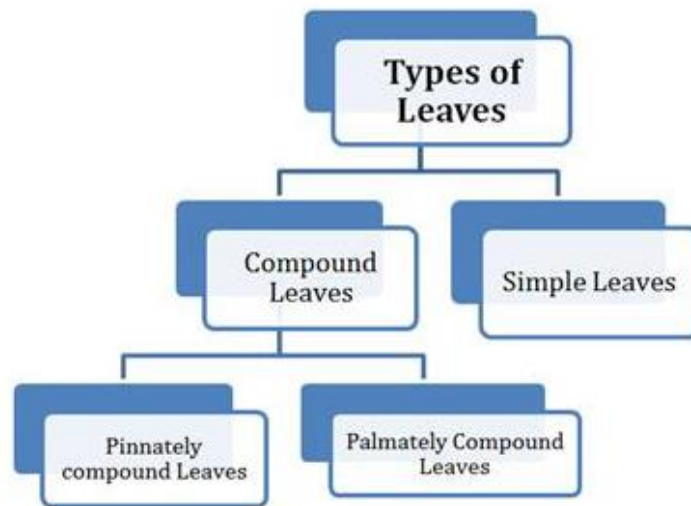 Types of
Leaves
Compound
Leaves
Simple Leaves
Pinnately
compound Leaves
Palmately Compound
Leaves